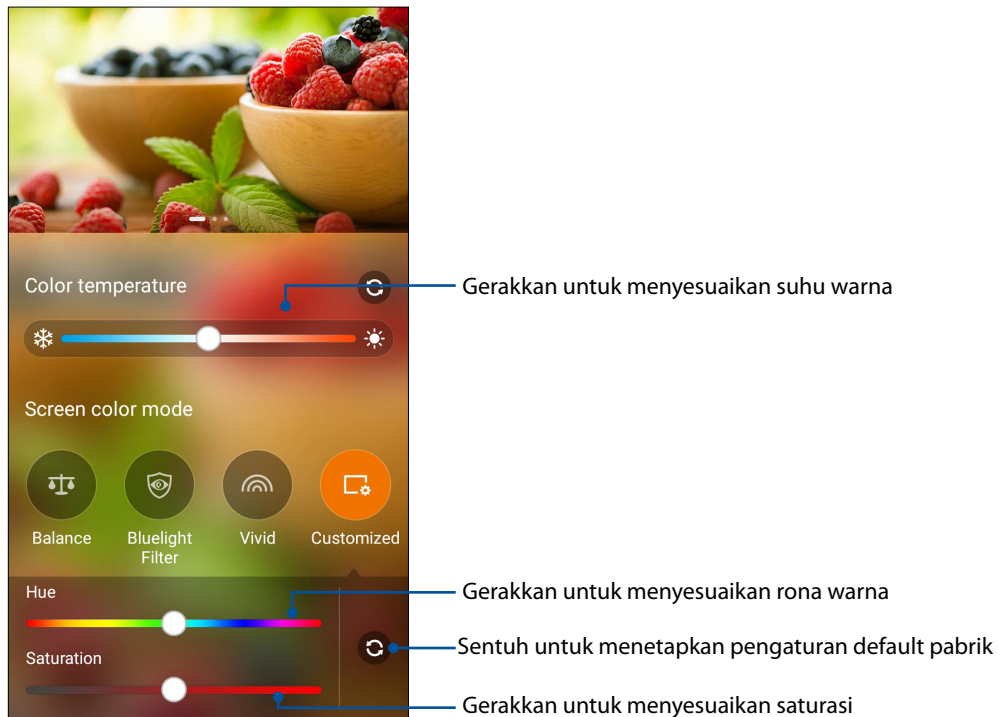 Color temperature
Gerakkan untuk menyesuaikan suhu warna
Screen color mode
Balance
Bluelight
Filter
Vivid
Customized
Hue
Gerakkan untuk menyesuaikan rona warna
Sentuh untuk menetapkan pengaturan default pabrik
Saturation
Gerakkan untuk menyesuaikan saturasi